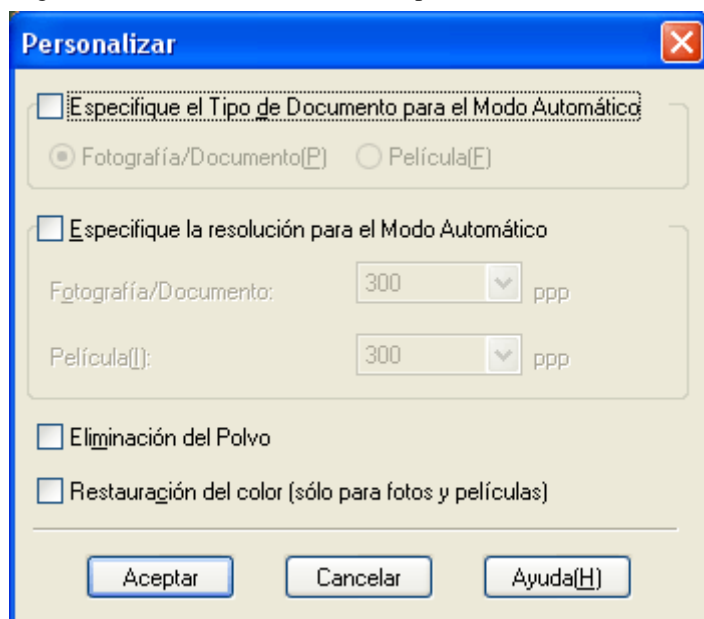 Personalizar
Especifique el Tipo de Documento para el Modo Automático
Fotografía/Documento(P) Película(F)
Especifique la resolución para el Modo Automático
Fotografía/Documento: 300 ppp
Película(I): 300 ppp
Eliminación del Polvo
Restauración del color (sólo para fotos y películas)
Aceptar Cancelar Ayuda(H)